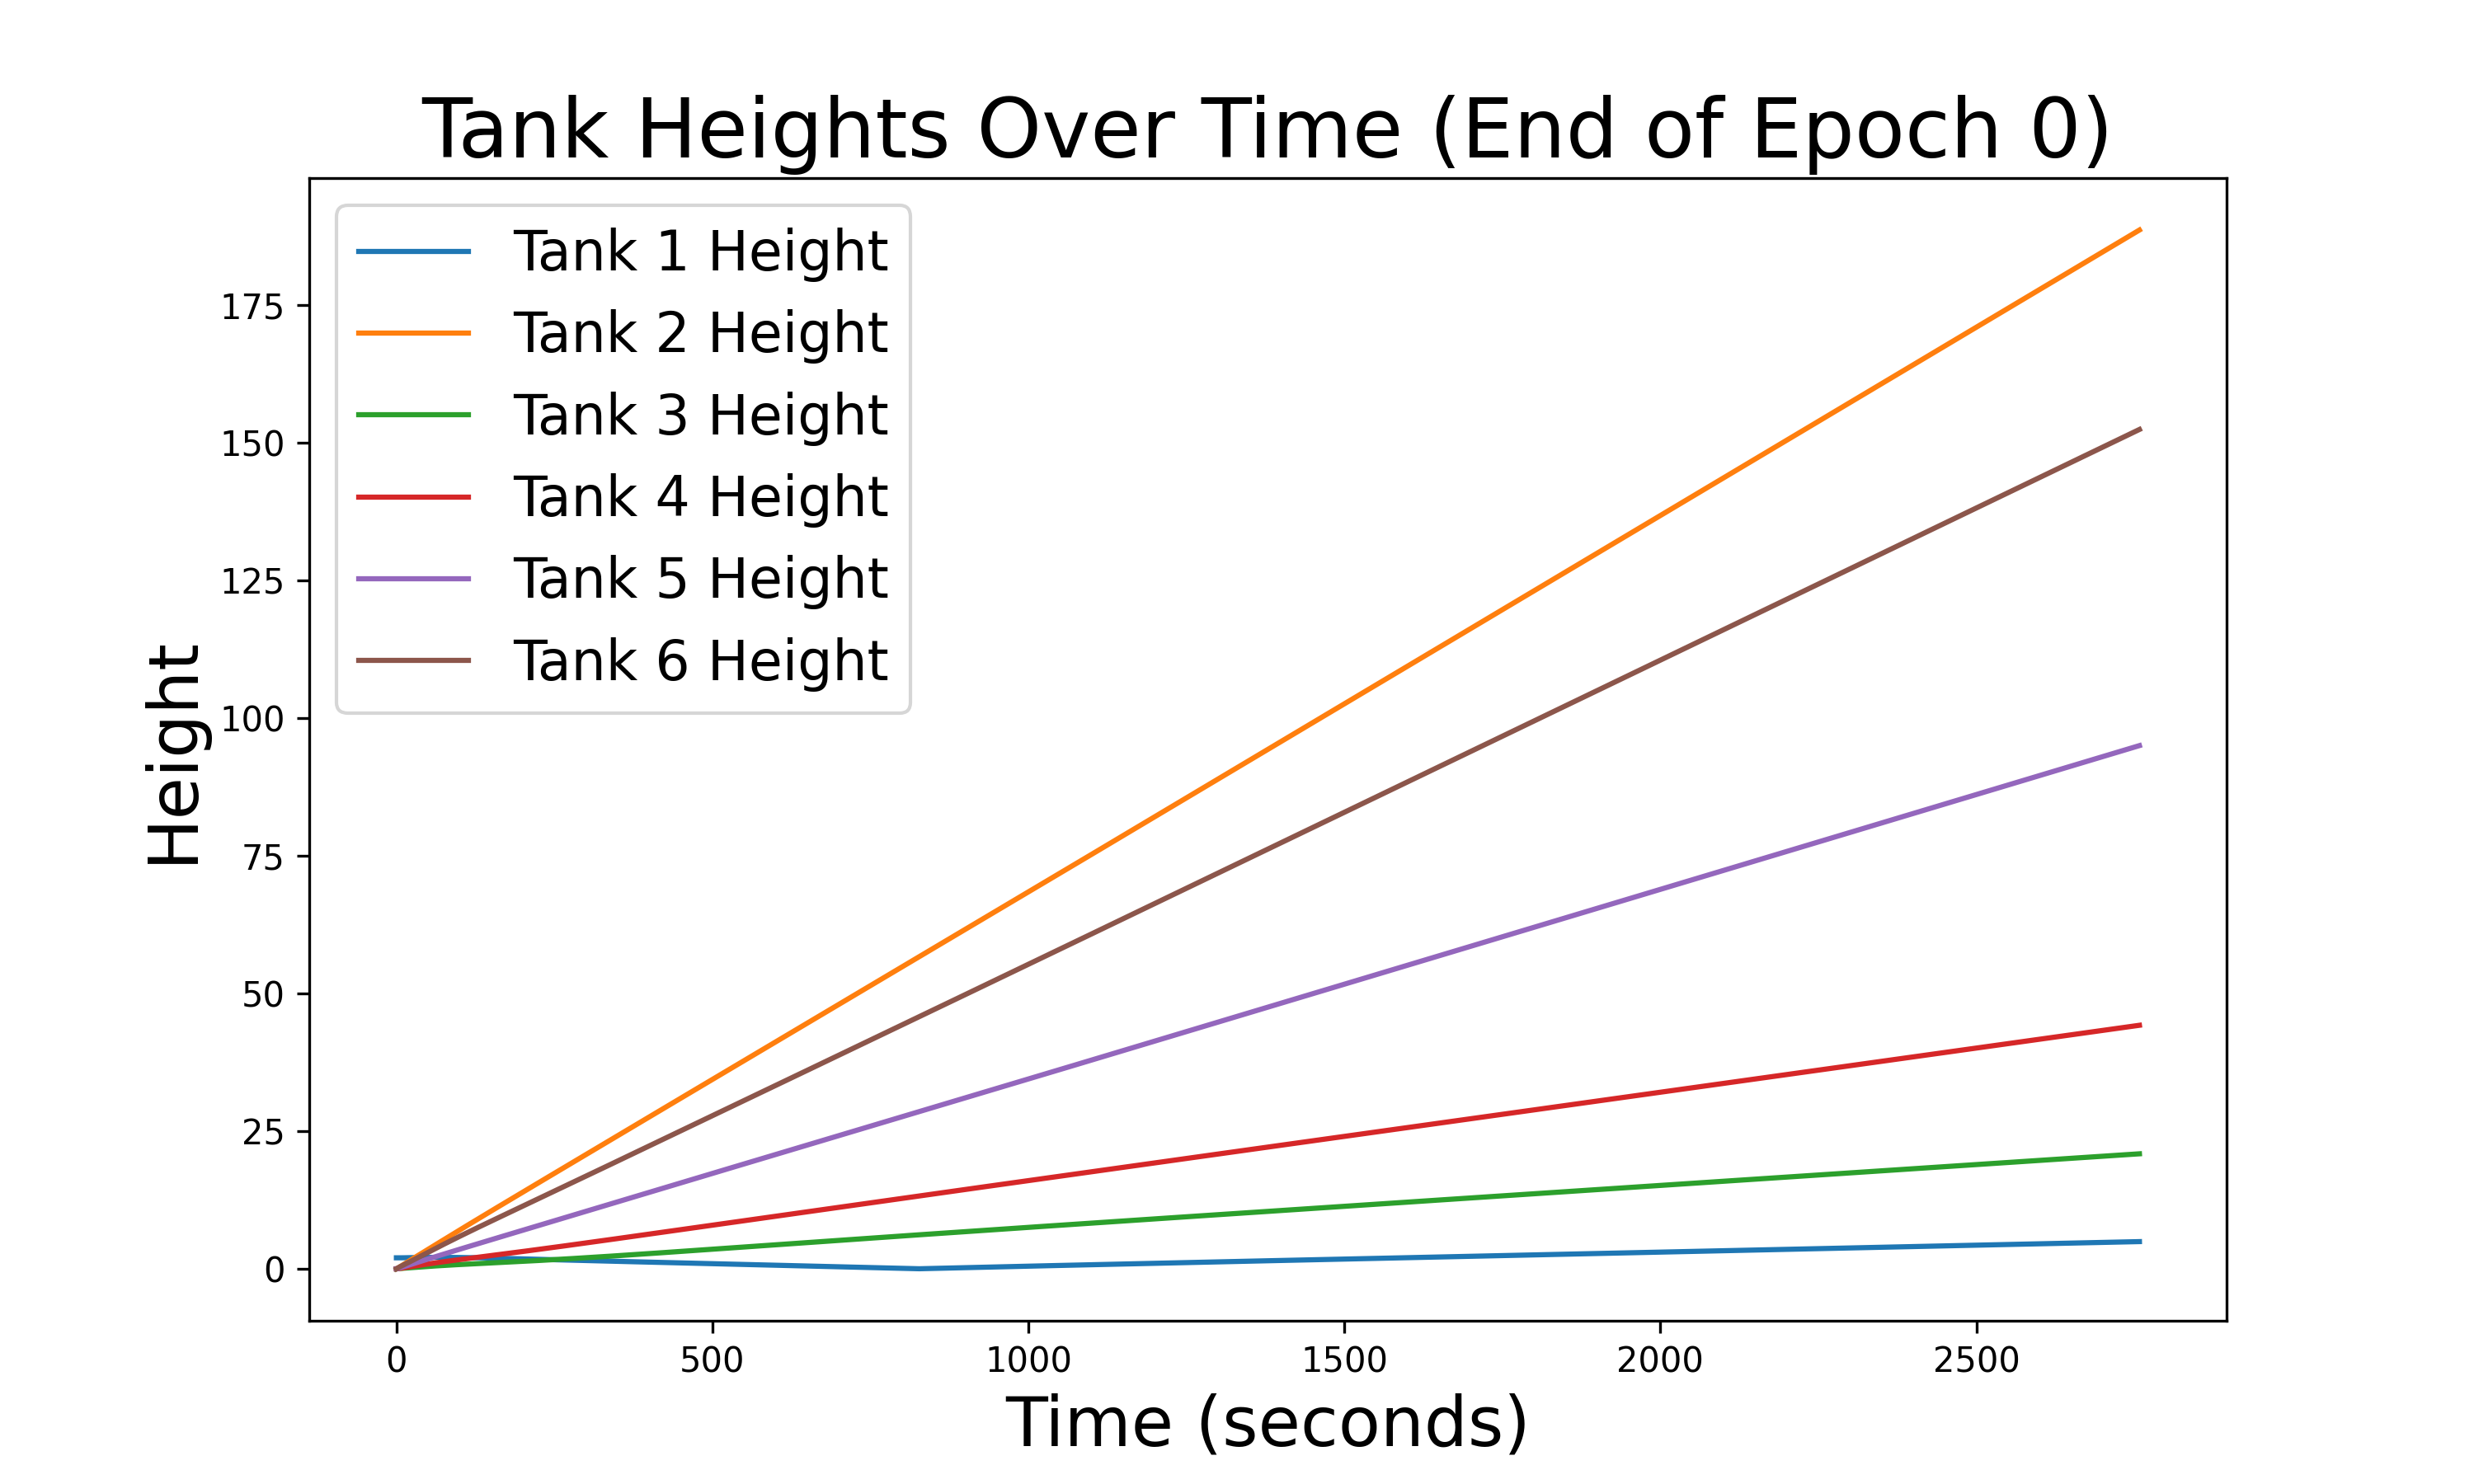 Tank Heights Over Time (End of Epoch 0)
Tank 1 Height
Tank 2 Height
Tank 3 Height
Tank 4 Height
Tank 5 Height
Tank 6 Height
Height
175
150
125
100
75
50
25
0
0 500 1000 1500 2000 2500
Time (seconds)